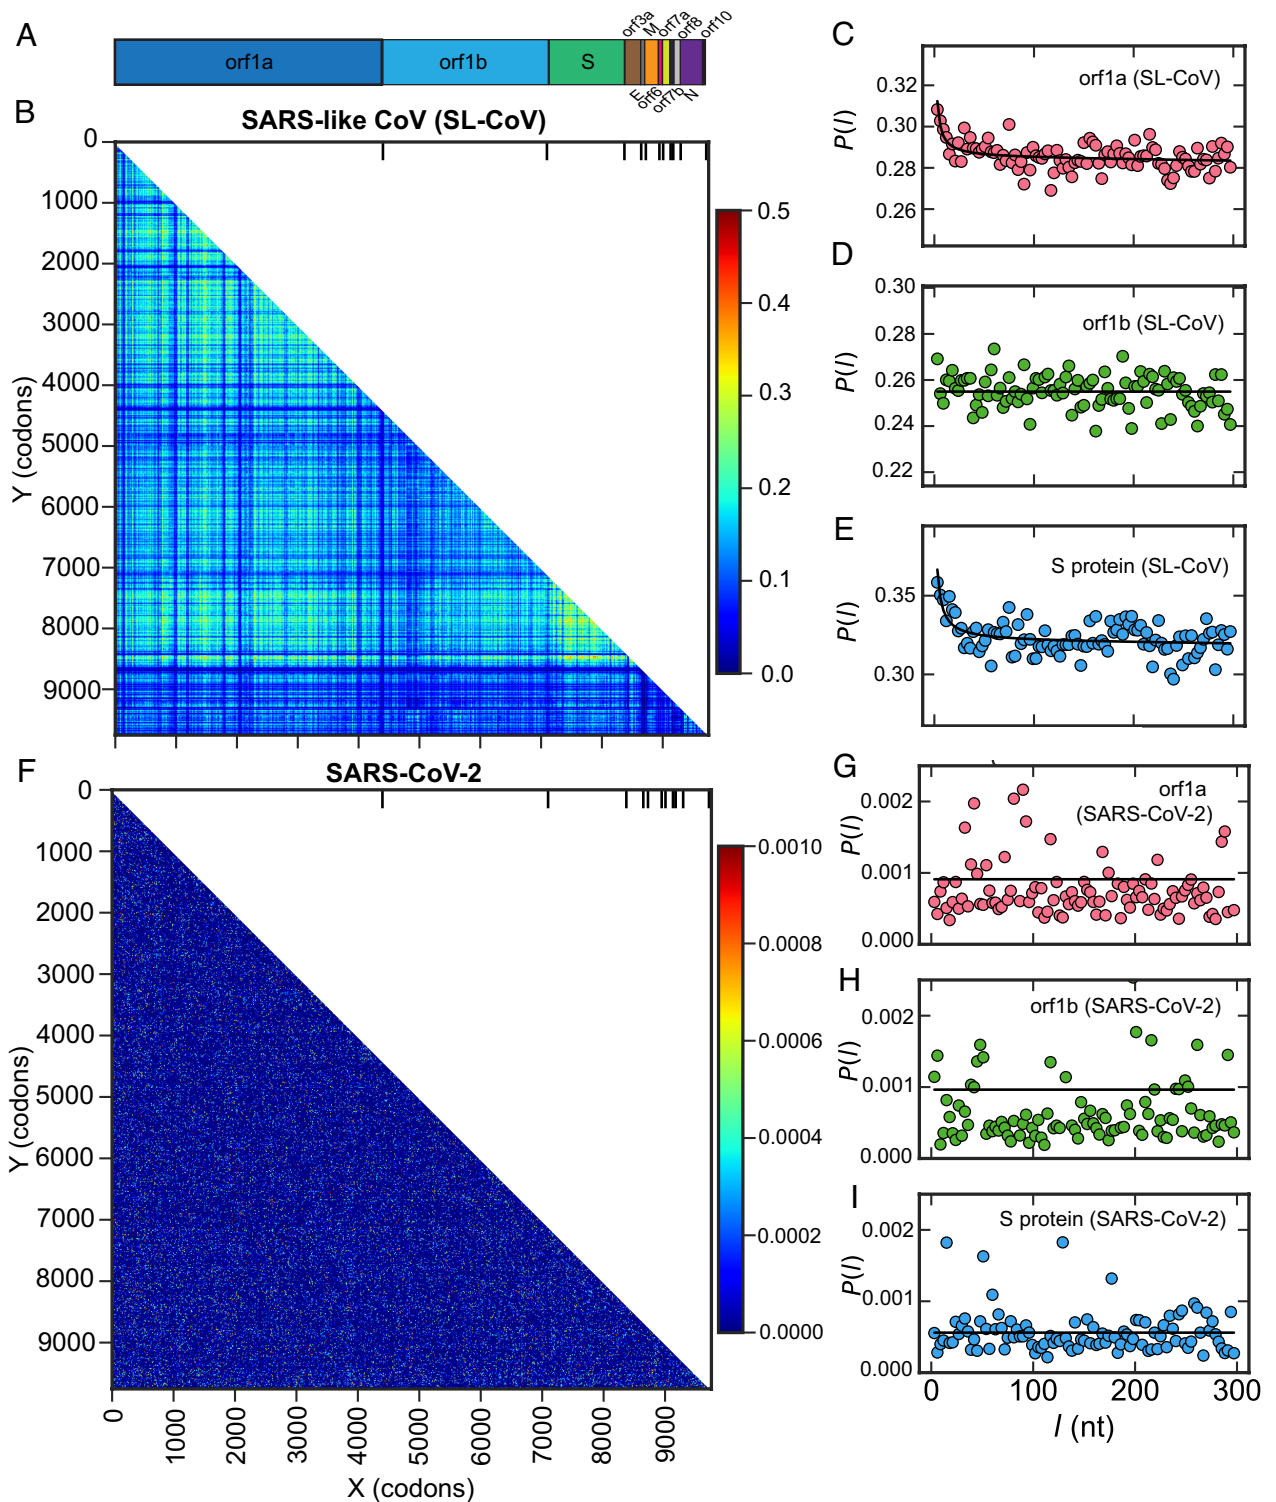 A
orf1a
orf1b
S
orf3a
M
orf7a
orf8
orf10
E
orf6
orf7b
N
B
SARS-like CoV (SL-CoV)
0
1000
2000
3000
4000
5000
6000
7000
8000
9000
Y (codons)
0.5
0.4
0.3
0.2
0.1
0.0
F
SARS-CoV-2
0
1000
2000
3000
4000
5000
6000
7000
8000
9000
Y (codons)
0
1000
2000
3000
4000
5000
6000
7000
8000
9000
X (codons)
0.0010
0.0008
0.0006
0.0004
0.0002
0.0000
C
orf1a (SL-CoV)
0.32
0.30
0.28
0.26
P(l)
D
orf1b (SL-CoV)
0.30
0.28
0.26
0.24
0.22
P(l)
E
S protein (SL-CoV)
0.35
0.30
P(l)
G
orf1a
(SARS-CoV-2)
0.002
0.001
0.000
P(l)
H
orf1b (SARS-CoV-2)
0.002
0.001
0.000
P(l)
I
S protein (SARS-CoV-2)
0.002
0.001
0.000
P(l)
0 100 200 300
l (nt)